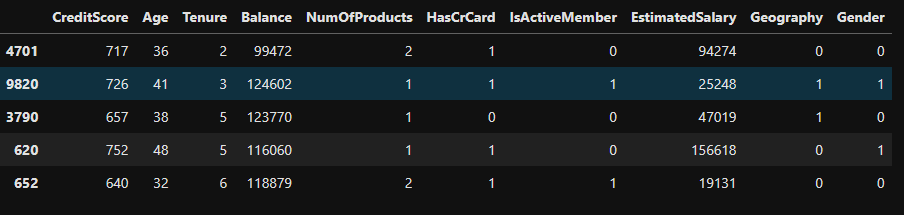 CreditScore Age Tenure Balance NumOfProducts HasCrCard IsActiveMember EstimatedSalary Geography Gender
4701 717 36 2 99472 2 1 0 94274 0 0
9820 726 41 3 124602 1 1 1 25248 1 1
3790 657 38 5 123770 1 0 0 47019 1 0
620 752 48 5 116060 1 1 0 156618 0 1
652 640 32 6 118879 2 1 1 19131 0 0